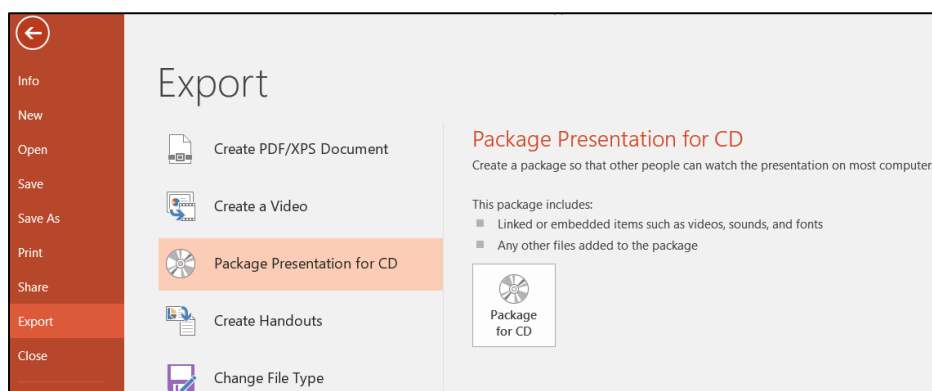 Info
New
Open
Save
Save As
Print
Share
Export
Close
Export
Create PDF/XPS Document
Create a Video
Package Presentation for CD
Create Handouts
Change File Type
Package Presentation for CD
Create a package so that other people can watch the presentation on most computer
This package includes:
Linked or embedded items such as videos, sounds, and fonts
Any other files added to the package
Package
for CD